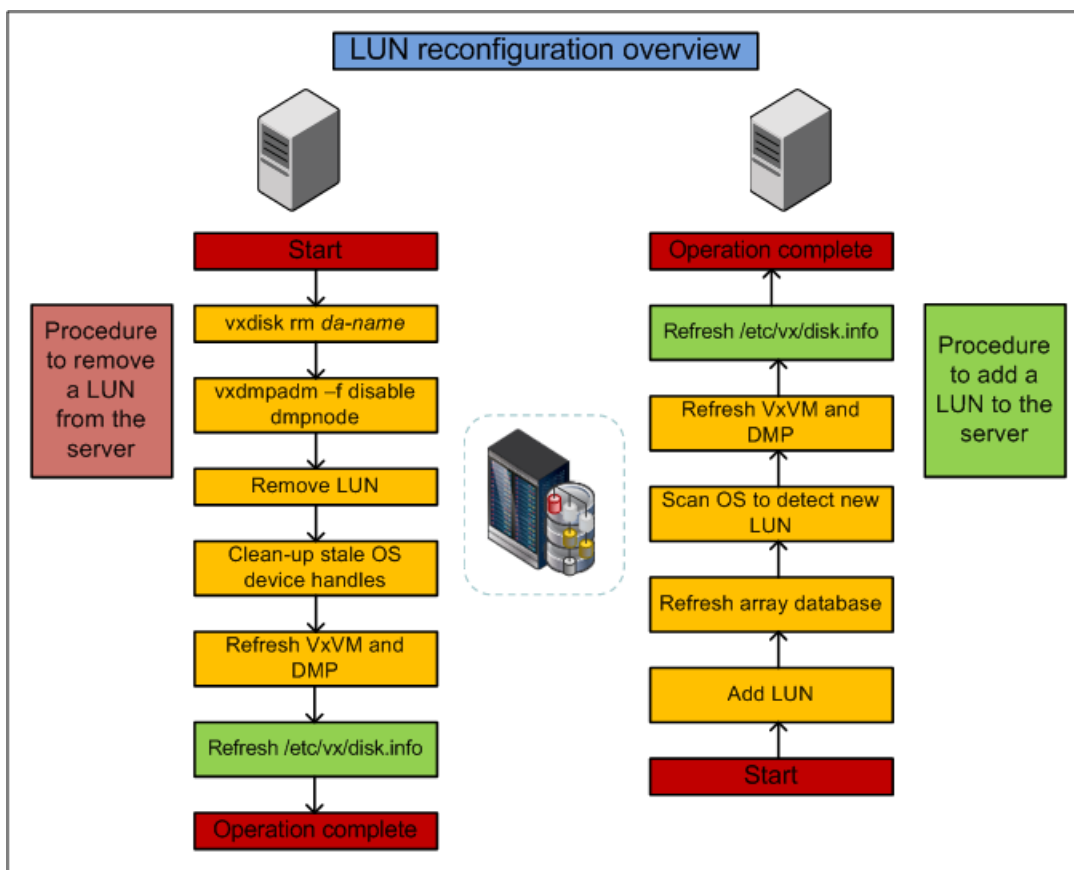 LUN reconfiguration overview
Start
vxdisk rm da-name
vxdmpadm –f disable
dmpnode
Remove LUN
Clean-up stale OS
device handles
Refresh VxVM and
DMP
Refresh /etc/vx/disk.info
Operation complete
Procedure
to remove
a LUN
from the
server
Operation complete
Refresh /etc/vx/disk.info
Refresh VxVM and
DMP
Scan OS to detect new
LUN
Refresh array database
Add LUN
Start
Procedure
to add a
LUN to the
server